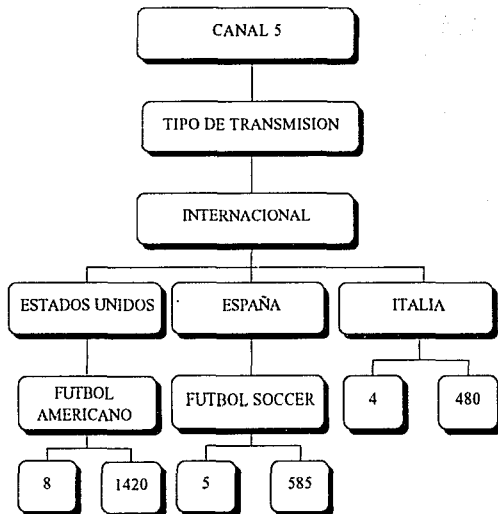 CANAL 5
TIPO DE TRANSMISION
INTERNACIONAL
ESTADOS UNIDOS
ESPAÑA
ITALIA
FUTBOL
AMERICANO
FUTBOL SOCCER
4
480
8
1420
5
585